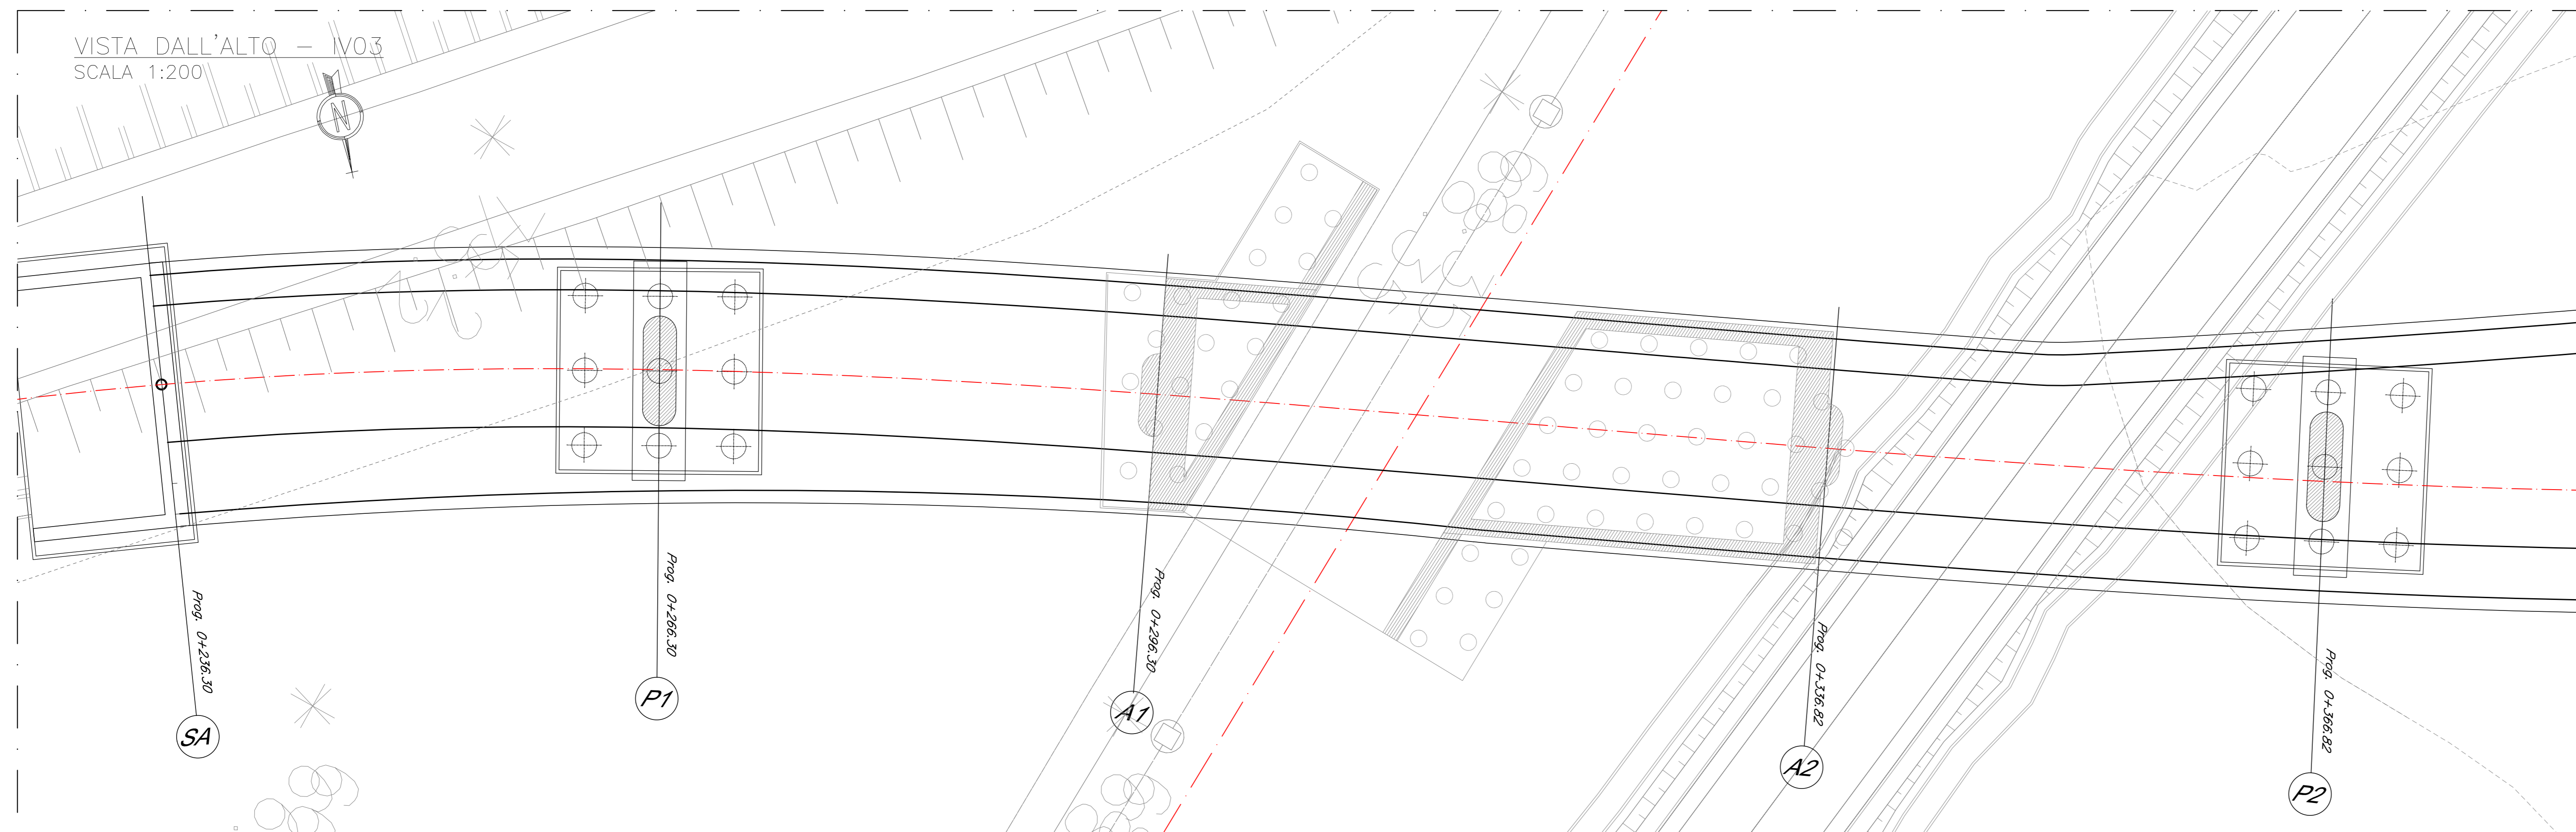 VISTA DALL'ALTO – IV03
SCALA 1:200
N
Prog. 0+236.30
SA
Prog. 0+266.30
P1
Prog. 0+296.30
A1
Prog. 0+336.82
A2
Prog. 0+366.82
P2